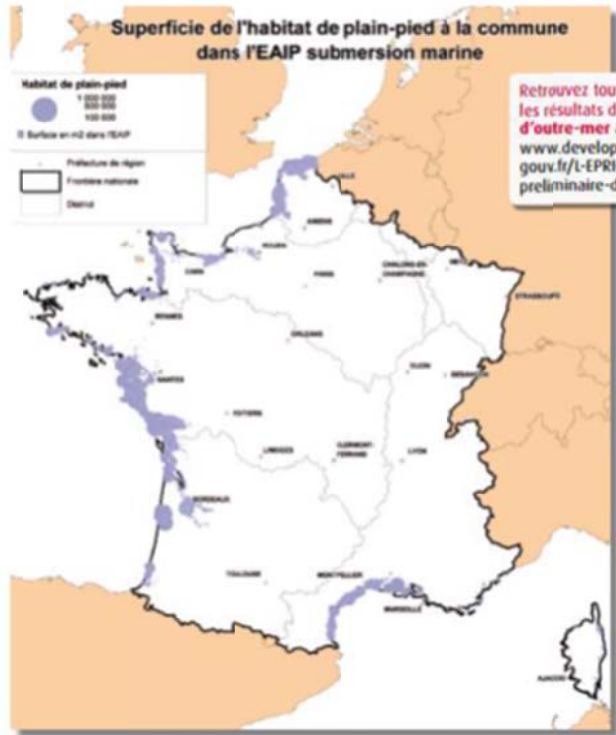 Superficie de l'habitat de plain-pied à la commune
dans l'EAIP submersion marine
Habitat de plain-pied
1 000 000
500 000
100 000
Surface en m2 dans l'EAIP
Préfecture de région
Frontière nationale
District
Retrouvez tou
les résultats d
d'outre-mer
www.develop
gouv.fr/L-EPRI
preliminaire-d
LILLE
AMIENS
ROUEN
CAEN
PARIS
CHALONS-EN-
CHAMPAGNE
STRASBOURG
RENNES
ORLEANS
NANTES
DIJON
BESANCON
POITIERS
LIMOGES
CLERMONT-
FERRAND
LYON
BORDEAUX
TOULOUSE
MONTPELLIER
MARSEILLE
AJACCIO